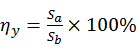 η_y = S_a / S_b × 100%